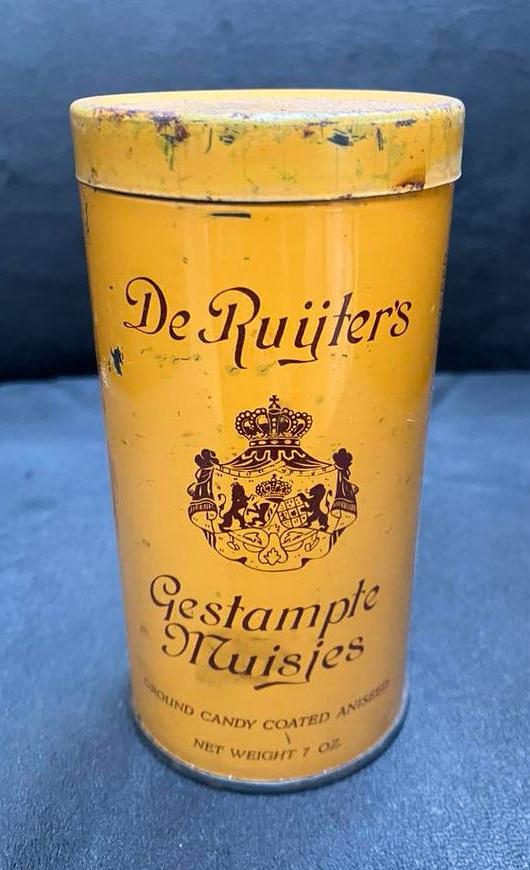 De Ruijter's
Gestampte
Muisjes
GROUND CANDY COATED ANISEED
NET WEIGHT 7 OZ.